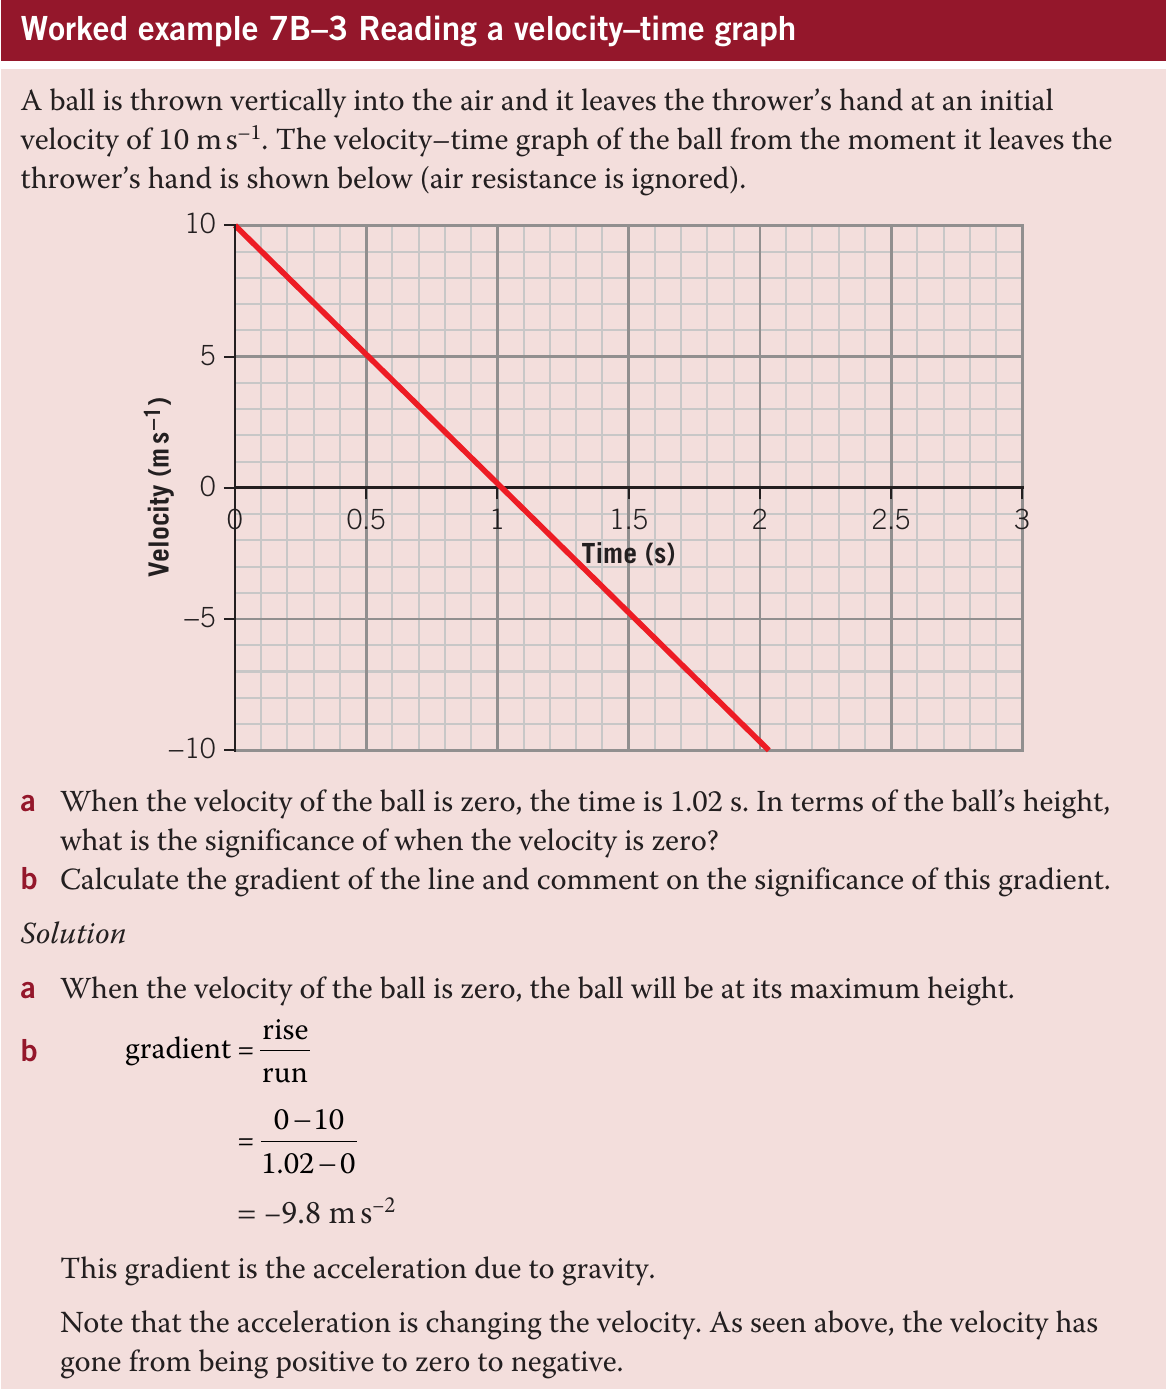 Worked example 7B–3 Reading a velocity–time graph
A ball is thrown vertically into the air and it leaves the thrower’s hand at an initial
velocity of 10 m s⁻¹. The velocity–time graph of the ball from the moment it leaves the
thrower’s hand is shown below (air resistance is ignored).
10
5
0
−5
−10
Velocity (m s⁻¹)
0 0.5 1 1.5 2 2.5 3
Time (s)
a When the velocity of the ball is zero, the time is 1.02 s. In terms of the ball’s height,
what is the significance of when the velocity is zero?
b Calculate the gradient of the line and comment on the significance of this gradient.
Solution
a When the velocity of the ball is zero, the ball will be at its maximum height.
b gradient = rise / run
= 0 – 10 / 1.02 – 0
= –9.8 m s⁻²
This gradient is the acceleration due to gravity.
Note that the acceleration is changing the velocity. As seen above, the velocity has
gone from being positive to zero to negative.